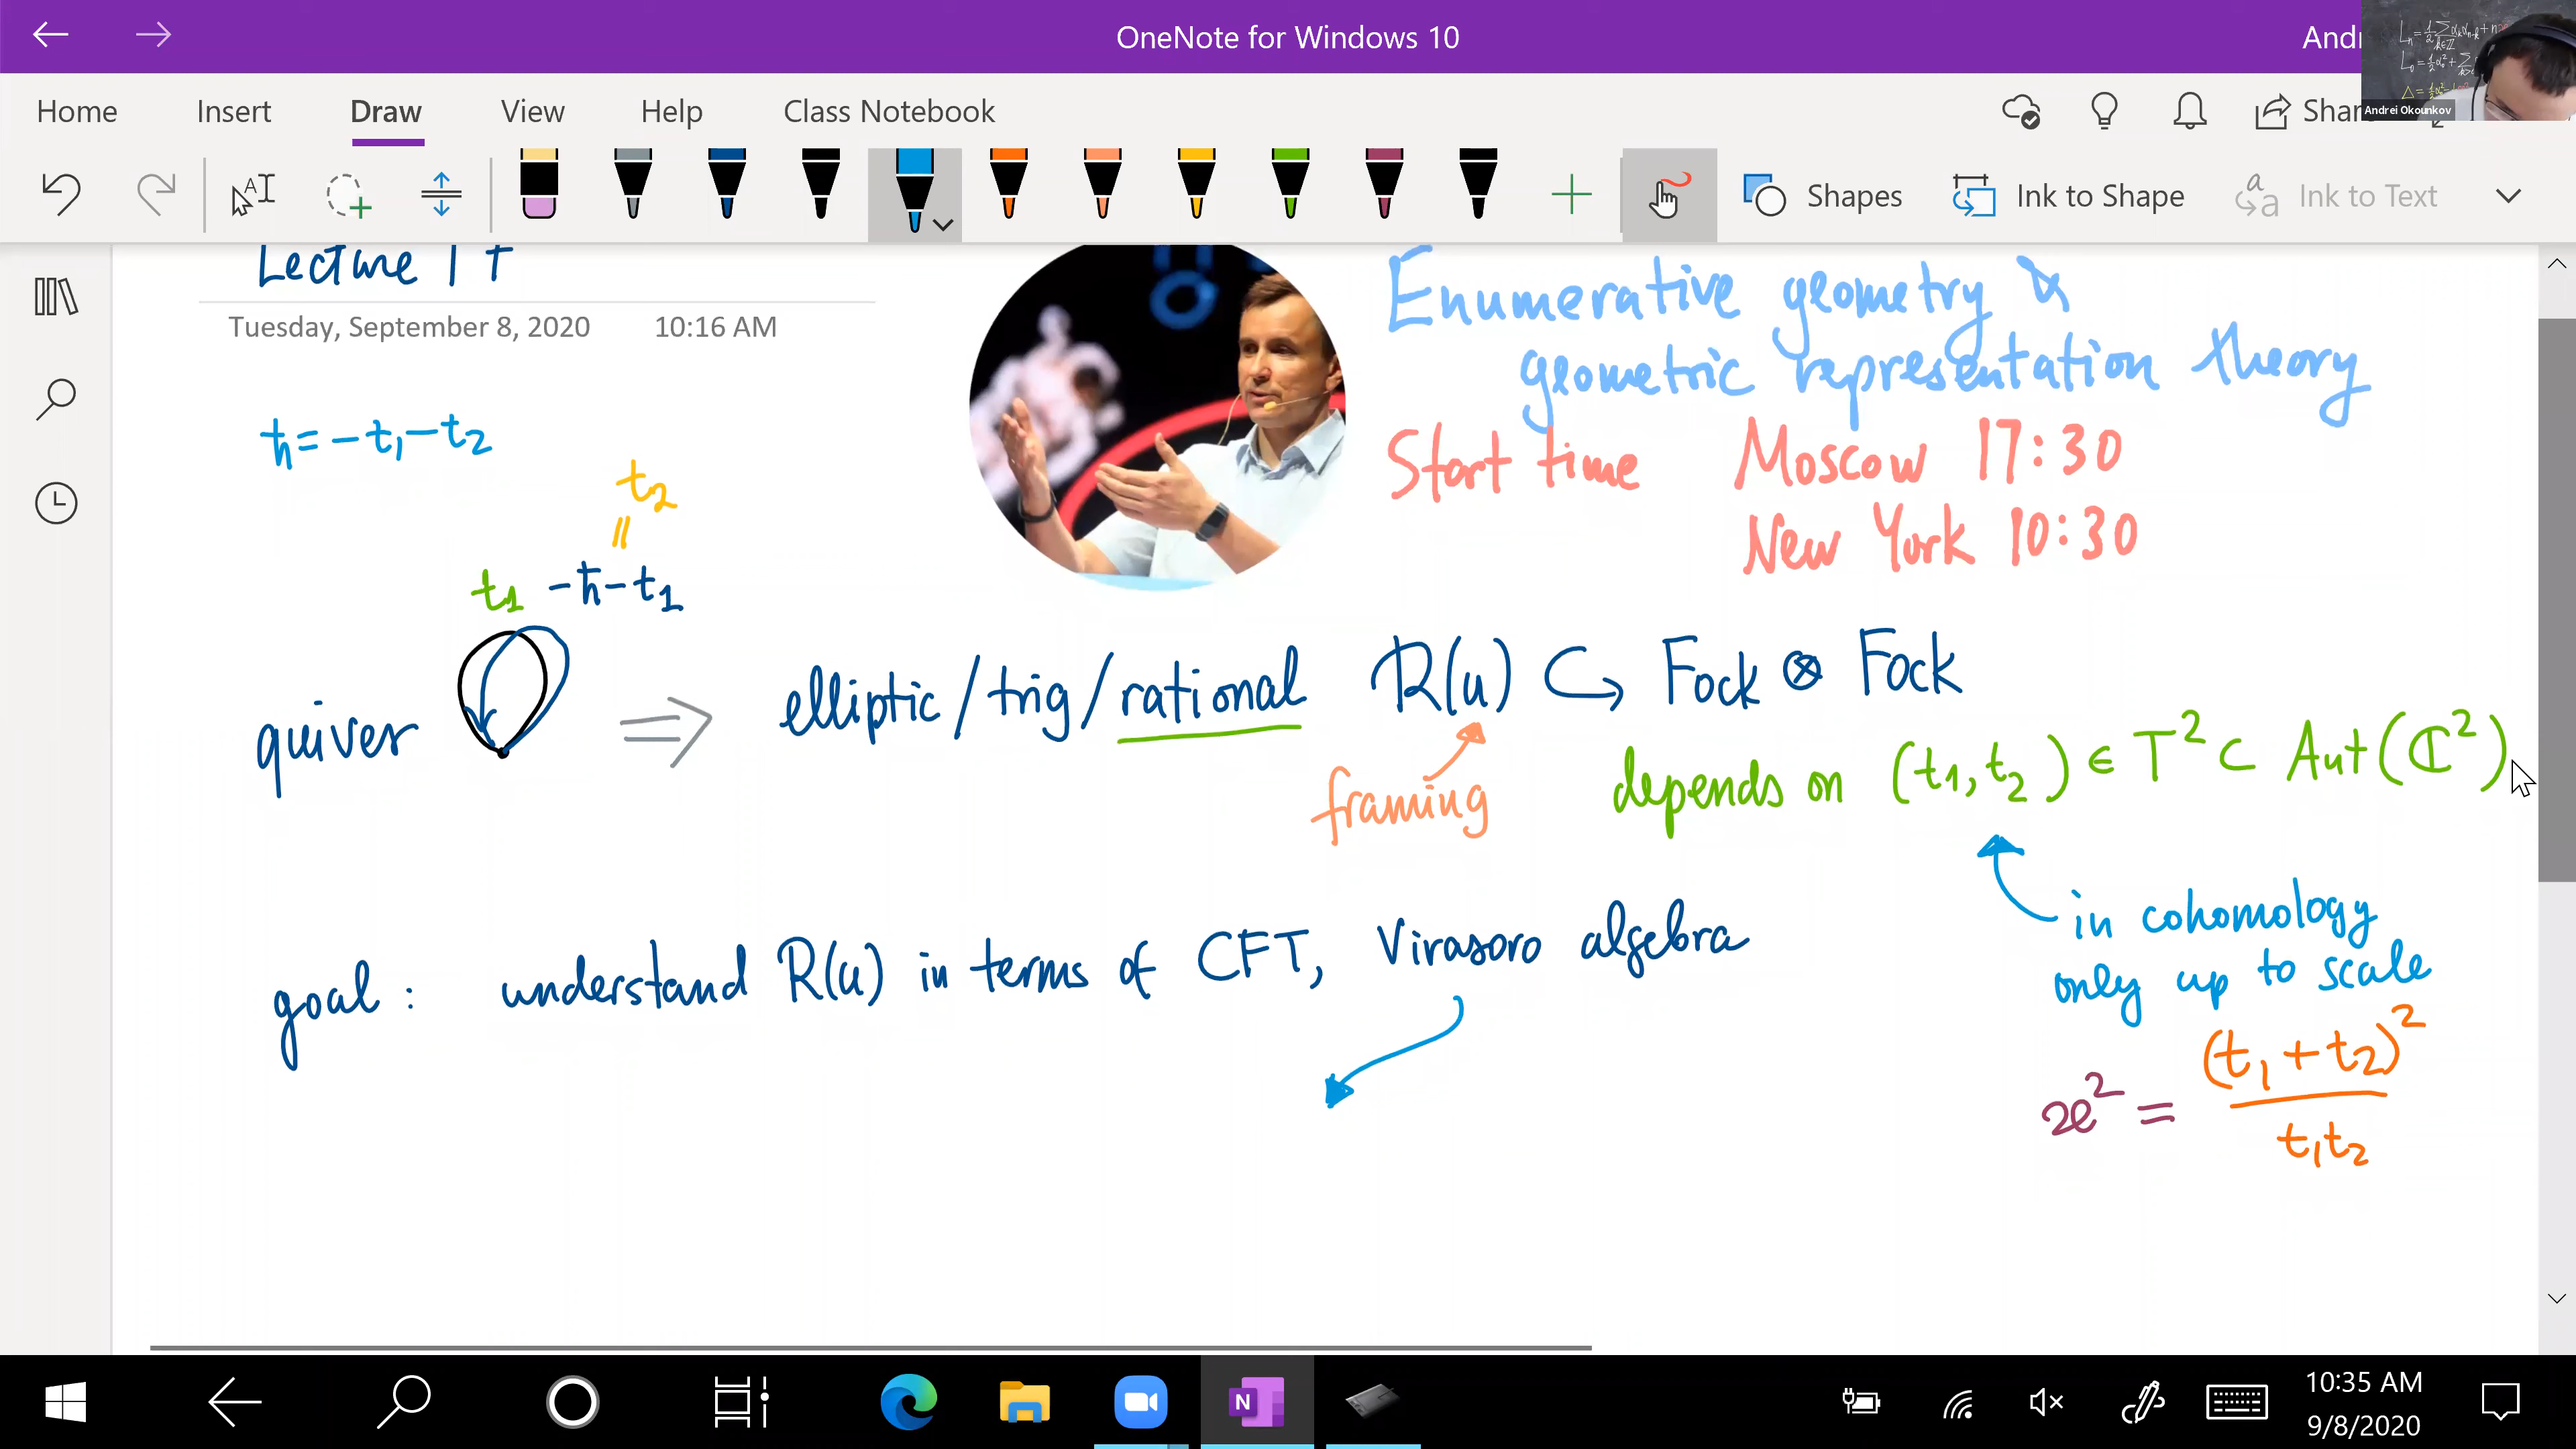 OneNote for Windows 10
Andrei Okounkov
Home Insert Draw View Help Class Notebook
Shapes Ink to Shape Ink to Text
Lecture 1
Tuesday, September 8, 2020 10:16 AM
Enumerative geometry &
geometric representation theory
Start time Moscow 17:30
New York 10:30
ħ = -t₁ - t₂
t₂
=
t₁ -ħ-t₁
quiver ⇒ elliptic/trig/rational R(u) ↪ Fock ⊗ Fock
framing
depends on (t₁,t₂) ∈ T² ⊂ Aut(ℂ²)
goal: understand R(u) in terms of CFT, Virasoro algebra
in cohomology
only up to scale
æ² = (t₁+t₂)²/t₁t₂
10:35 AM
9/8/2020